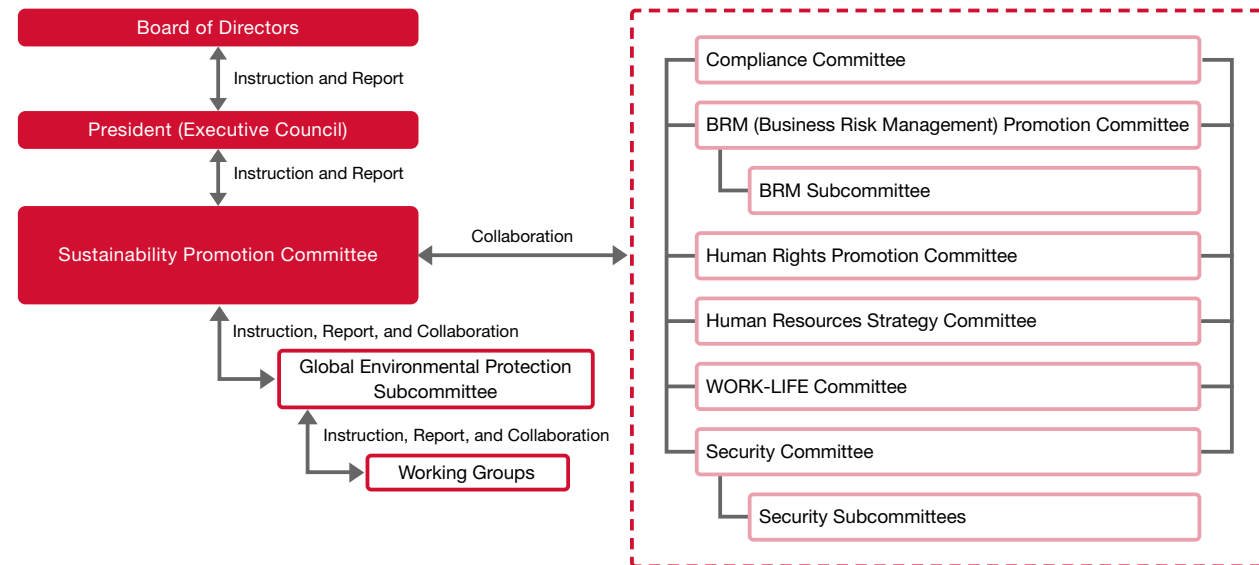 Board of Directors
Instruction and Report
President (Executive Council)
Instruction and Report
Sustainability Promotion Committee
Collaboration
Instruction, Report, and Collaboration
Global Environmental Protection
Subcommittee
Instruction, Report, and Collaboration
Working Groups
Compliance Committee
BRM (Business Risk Management) Promotion Committee
BRM Subcommittee
Human Rights Promotion Committee
Human Resources Strategy Committee
WORK-LIFE Committee
Security Committee
Security Subcommittees